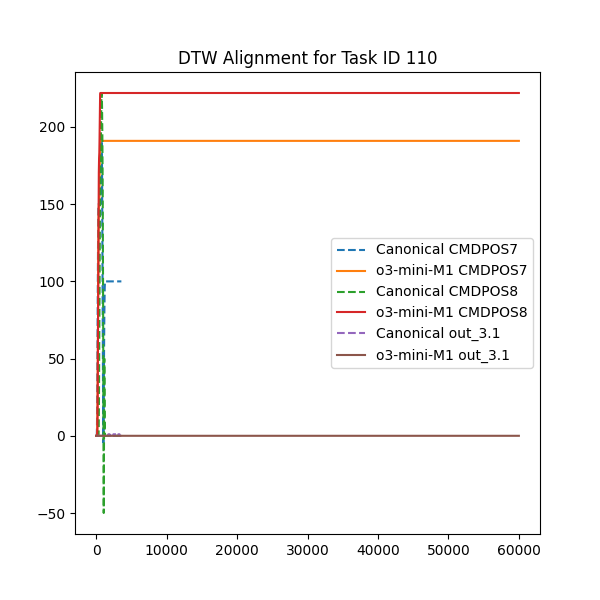 DTW Alignment for Task ID 110
200
150
100
50
0
−50
Canonical CMDPOS7
o3-mini-M1 CMDPOS7
Canonical CMDPOS8
o3-mini-M1 CMDPOS8
Canonical out_3.1
o3-mini-M1 out_3.1
0 10000 20000 30000 40000 50000 60000